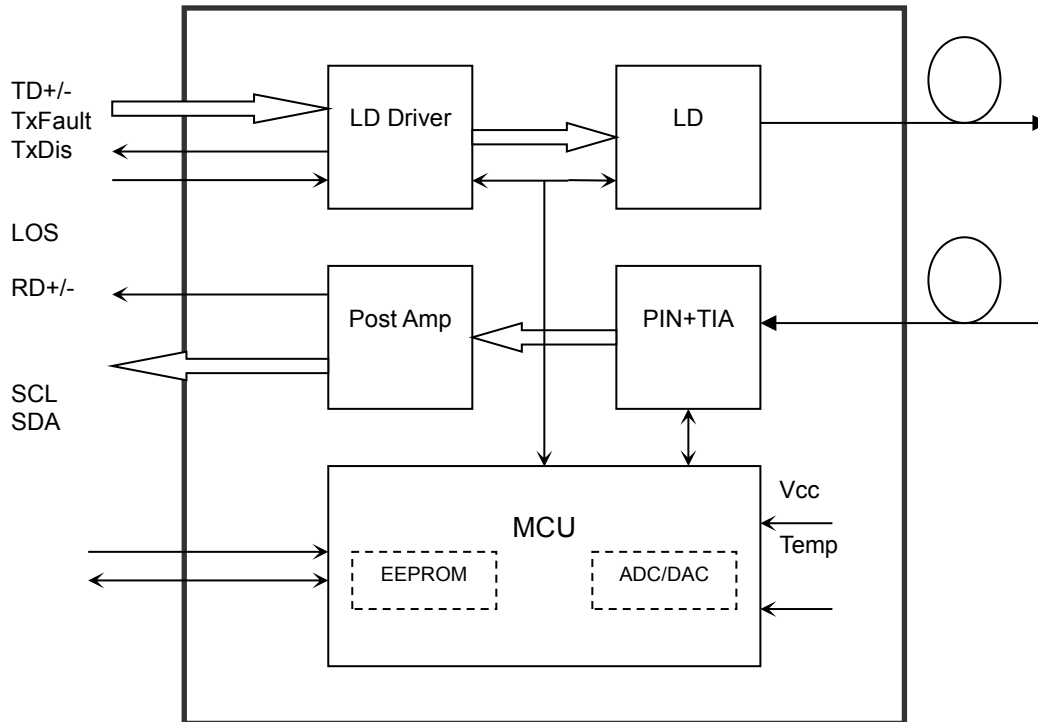 TD+/-
TxFault
TxDis
LOS
RD+/-
SCL
SDA
LD Driver
LD
Post Amp
PIN+TIA
MCU
EEPROM
ADC/DAC
Vcc
Temp